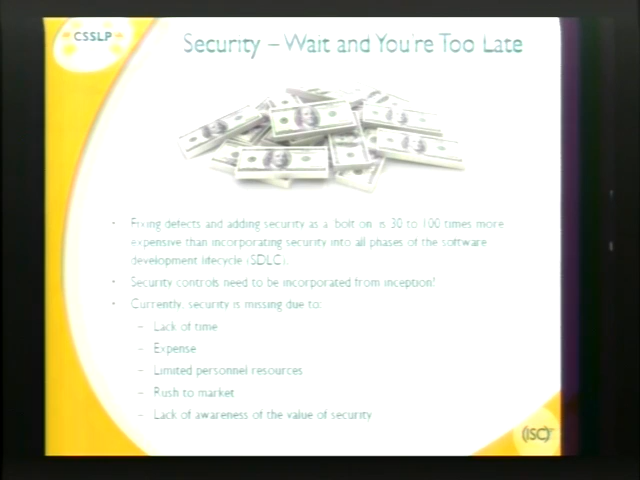 CSSLP
Security – Wait and You're Too Late
• Fixing defects and adding security as a bolt on is 30 to 100 times more
expensive than incorporating security into all phases of the software
development lifecycle (SDLC).
• Security controls need to be incorporated from inception!
• Currently, security is missing due to:
– Lack of time
– Expense
– Limited personnel resources
– Rush to market
– Lack of awareness of the value of security
(ISC)²